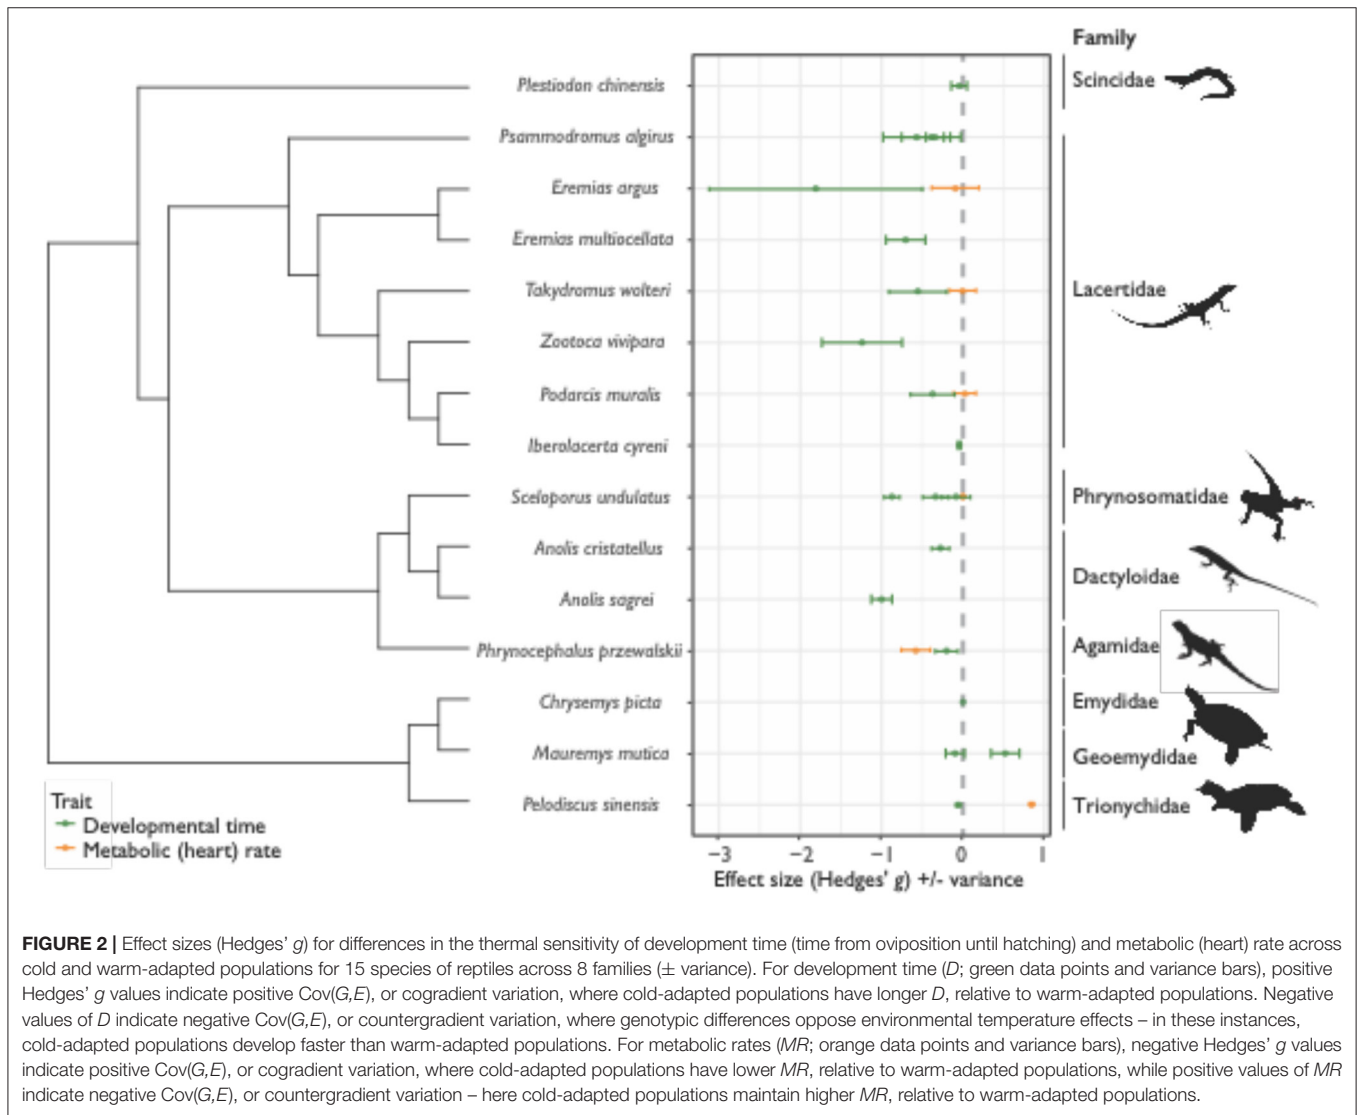 Family
Plestiodon chinensis
Scincidae
Psammodromus algirus
Eremias argus
Eremias multiocellata
Takydromus wolteri
Lacertidae
Zootoca vivipara
Podarcis muralis
Iberolacerta cyreni
Sceloporus undulatus
Phrynosomatidae
Anolis cristatellus
Dactyloidae
Anolis sagrei
Phrynocephalus przewalskii
Agamidae
Chrysemys picta
Emydidae
Mauremys mutica
Geoemydidae
Pelodiscus sinensis
Trionychidae
Trait
Developmental time
Metabolic (heart) rate
−3 −2 −1 0 1
Effect size (Hedges' g) +/- variance
FIGURE 2 | Effect sizes (Hedges' g) for differences in the thermal sensitivity of development time (time from oviposition until hatching) and metabolic (heart) rate across
cold and warm-adapted populations for 15 species of reptiles across 8 families (± variance). For development time (D; green data points and variance bars), positive
Hedges' g values indicate positive Cov(G,E), or cogradient variation, where cold-adapted populations have longer D, relative to warm-adapted populations. Negative
values of D indicate negative Cov(G,E), or countergradient variation, where genotypic differences oppose environmental temperature effects – in these instances,
cold-adapted populations develop faster than warm-adapted populations. For metabolic rates (MR; orange data points and variance bars), negative Hedges' g values
indicate positive Cov(G,E), or cogradient variation, where cold-adapted populations have lower MR, relative to warm-adapted populations, while positive values of MR
indicate negative Cov(G,E), or countergradient variation – here cold-adapted populations maintain higher MR, relative to warm-adapted populations.